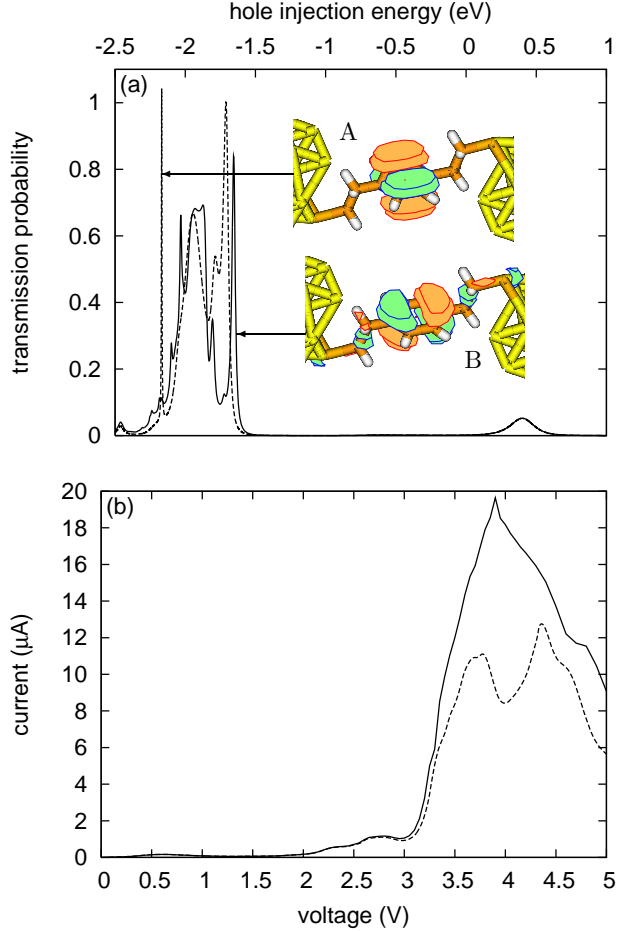 hole injection energy (eV)
-2.5 -2 -1.5 -1 -0.5 0 0.5 1
(a)
transmission probability
1
0.8
0.6
0.4
0.2
0
A
B
(b)
current (μA)
20
18
16
14
12
10
8
6
4
2
0
0 0.5 1 1.5 2 2.5 3 3.5 4 4.5 5
voltage (V)